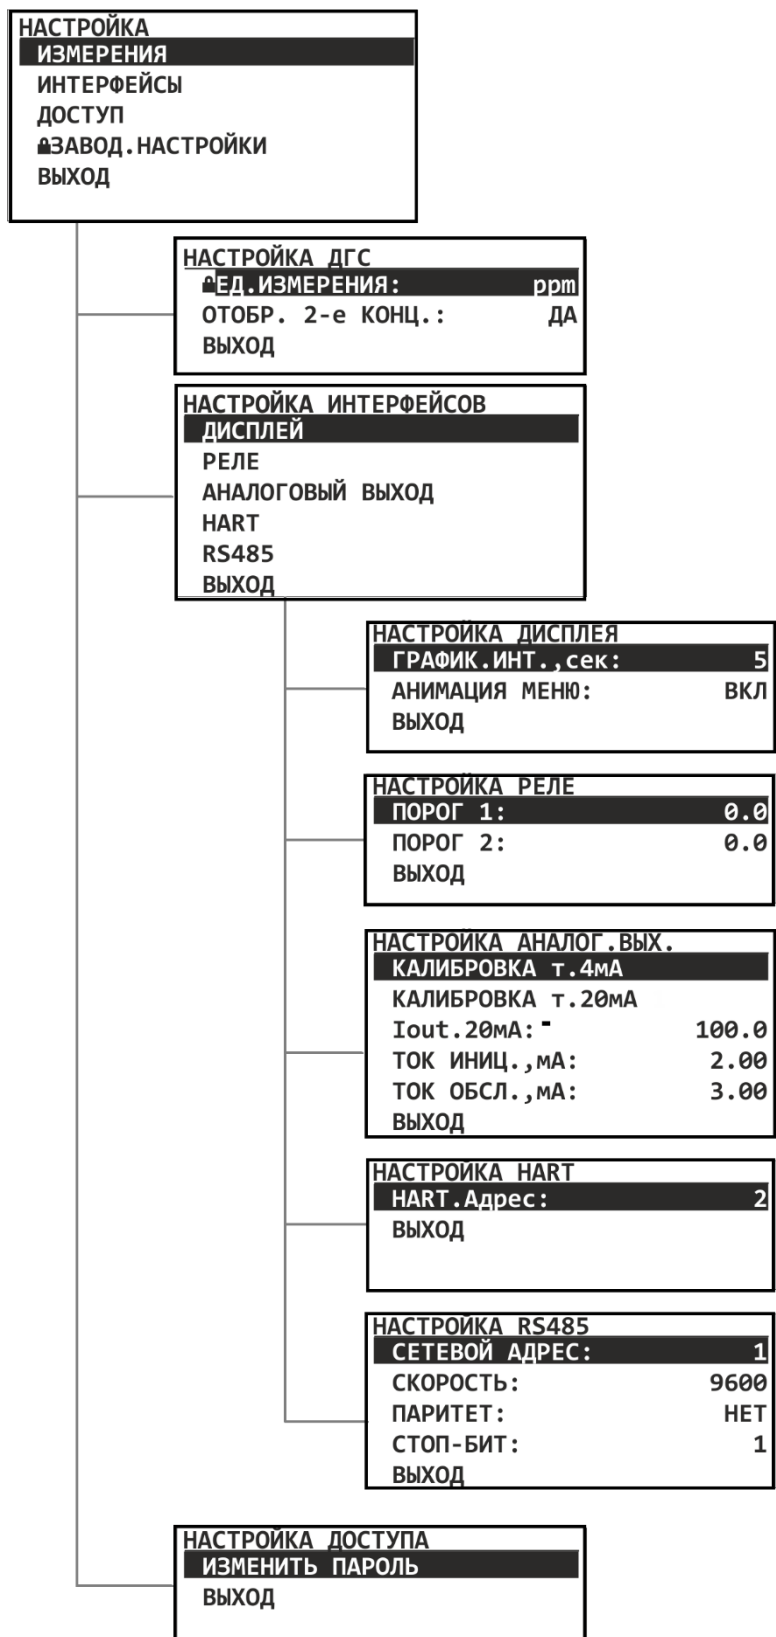 НАСТРОЙКА
ИЗМЕРЕНИЯ
ИНТЕРФЕЙСЫ
ДОСТУП
ЗАВОД.НАСТРОЙКИ
ВЫХОД
НАСТРОЙКА ДГС
ЕД.ИЗМЕРЕНИЯ: ppm
ОТОБР. 2-е КОНЦ.: ДА
ВЫХОД
НАСТРОЙКА ИНТЕРФЕЙСОВ
ДИСПЛЕЙ
РЕЛЕ
АНАЛОГОВЫЙ ВЫХОД
HART
RS485
ВЫХОД
НАСТРОЙКА ДИСПЛЕЯ
ГРАФИК.ИНТ.,сек: 5
АНИМАЦИЯ МЕНЮ: ВКЛ
ВЫХОД
НАСТРОЙКА РЕЛЕ
ПОРОГ 1: 0.0
ПОРОГ 2: 0.0
ВЫХОД
НАСТРОЙКА АНАЛОГ.ВЫХ.
КАЛИБРОВКА т.4мА
КАЛИБРОВКА т.20мА
Iout.20мА:- 100.0
ТОК ИНИЦ.,мА: 2.00
ТОК ОБСЛ.,мА: 3.00
ВЫХОД
НАСТРОЙКА HART
HART.Адрес: 2
ВЫХОД
НАСТРОЙКА RS485
СЕТЕВОЙ АДРЕС: 1
СКОРОСТЬ: 9600
ПАРИТЕТ: НЕТ
СТОП-БИТ: 1
ВЫХОД
НАСТРОЙКА ДОСТУПА
ИЗМЕНИТЬ ПАРОЛЬ
ВЫХОД